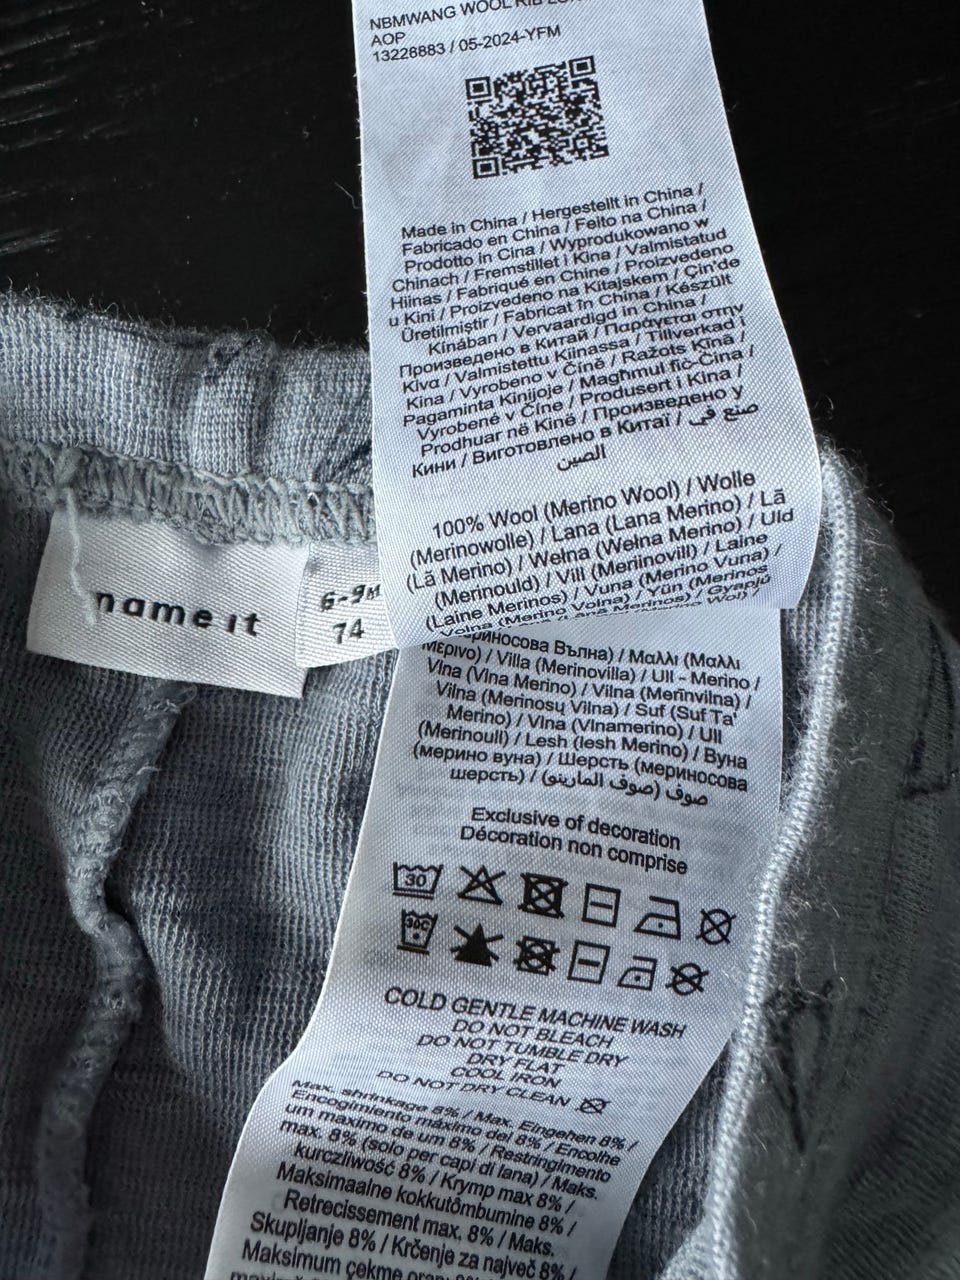 NBMWANG WOOL RIB
AOP
13228883 / 05-2024-YFM
Made in China / Hergestellt in China /
Fabricado en China / Feito na China /
Prodotto in Cina / Wyprodukowano w
Chinach / Fremstillet i Kina / Valmistatud
Hiinas / Fabriqué en Chine / Proizvedeno
u Kini / Proizvedeno na Kitajskem / Çin'de
Üretilmiştir / Fabricat în China / Készült
Kínában / Vervaardigd in China /
Произведено в Китай / Παράγεται στην
Κίνα / Valmistettu Kiinassa / Tillverkad i
Kina / Vyrobeno v Číně / Ražots Ķīnā /
Pagaminta Kinijoje / Magħmul fiċ-Ċina /
Vyrobené v Číne / Produsert i Kina /
Prodhuar në Kinë / Произведено у
Кини / Виготовлено в Китаї / صنع في
الصين
100% Wool (Merino Wool) / Wolle
(Merinowolle) / Lana (Lana Merino) / Lã
(Lã Merino) / Wełna (Wełna Merino) / Uld
(Merinould) / Vill (Meriinovill) / Laine
(Laine Merinos) / Vuna (Merino Vuna) /
Volna (Merino Volna) / Yün (Merinos
name it
6-9M
74
Вълна) / Μαλλί (Μαλλί
Μερίνο) / Villa (Merinovilla) / Ull - Merino /
Vlna (Vlna Merino) / Vilna (Merīnvilna) /
Vilna (Merinosų Vilna) / Suf (Suf Ta'
Merino) / Vlna (Vlnamerino) / Ull
(Merinoull) / Lesh (lesh Merino) / Вуна
(мерино вуна) / Шерсть (мериносова
шерсть) / صوف (صوف المارينو)
Exclusive of decoration
Décoration non comprise
30
30C
COLD GENTLE MACHINE WASH
DO NOT BLEACH
DO NOT TUMBLE DRY
DRY FLAT
COOL IRON
DO NOT DRY CLEAN
Max. shrinkage 8% / Max. Eingehen 8% /
Encogimiento máximo del 8% / Encolhe
um máximo de um 8% / Restringimento
max. 8% (solo per capi di lana) / Maks.
kurczliwość 8% / Krymp max 8% /
Maksimaalne kokkutõmbumine 8% /
Retrecissement max, 8% / Maks.
Skupljanje 8% / Krčenje za največ 8% /
Maksimum çekme oranı 8% /